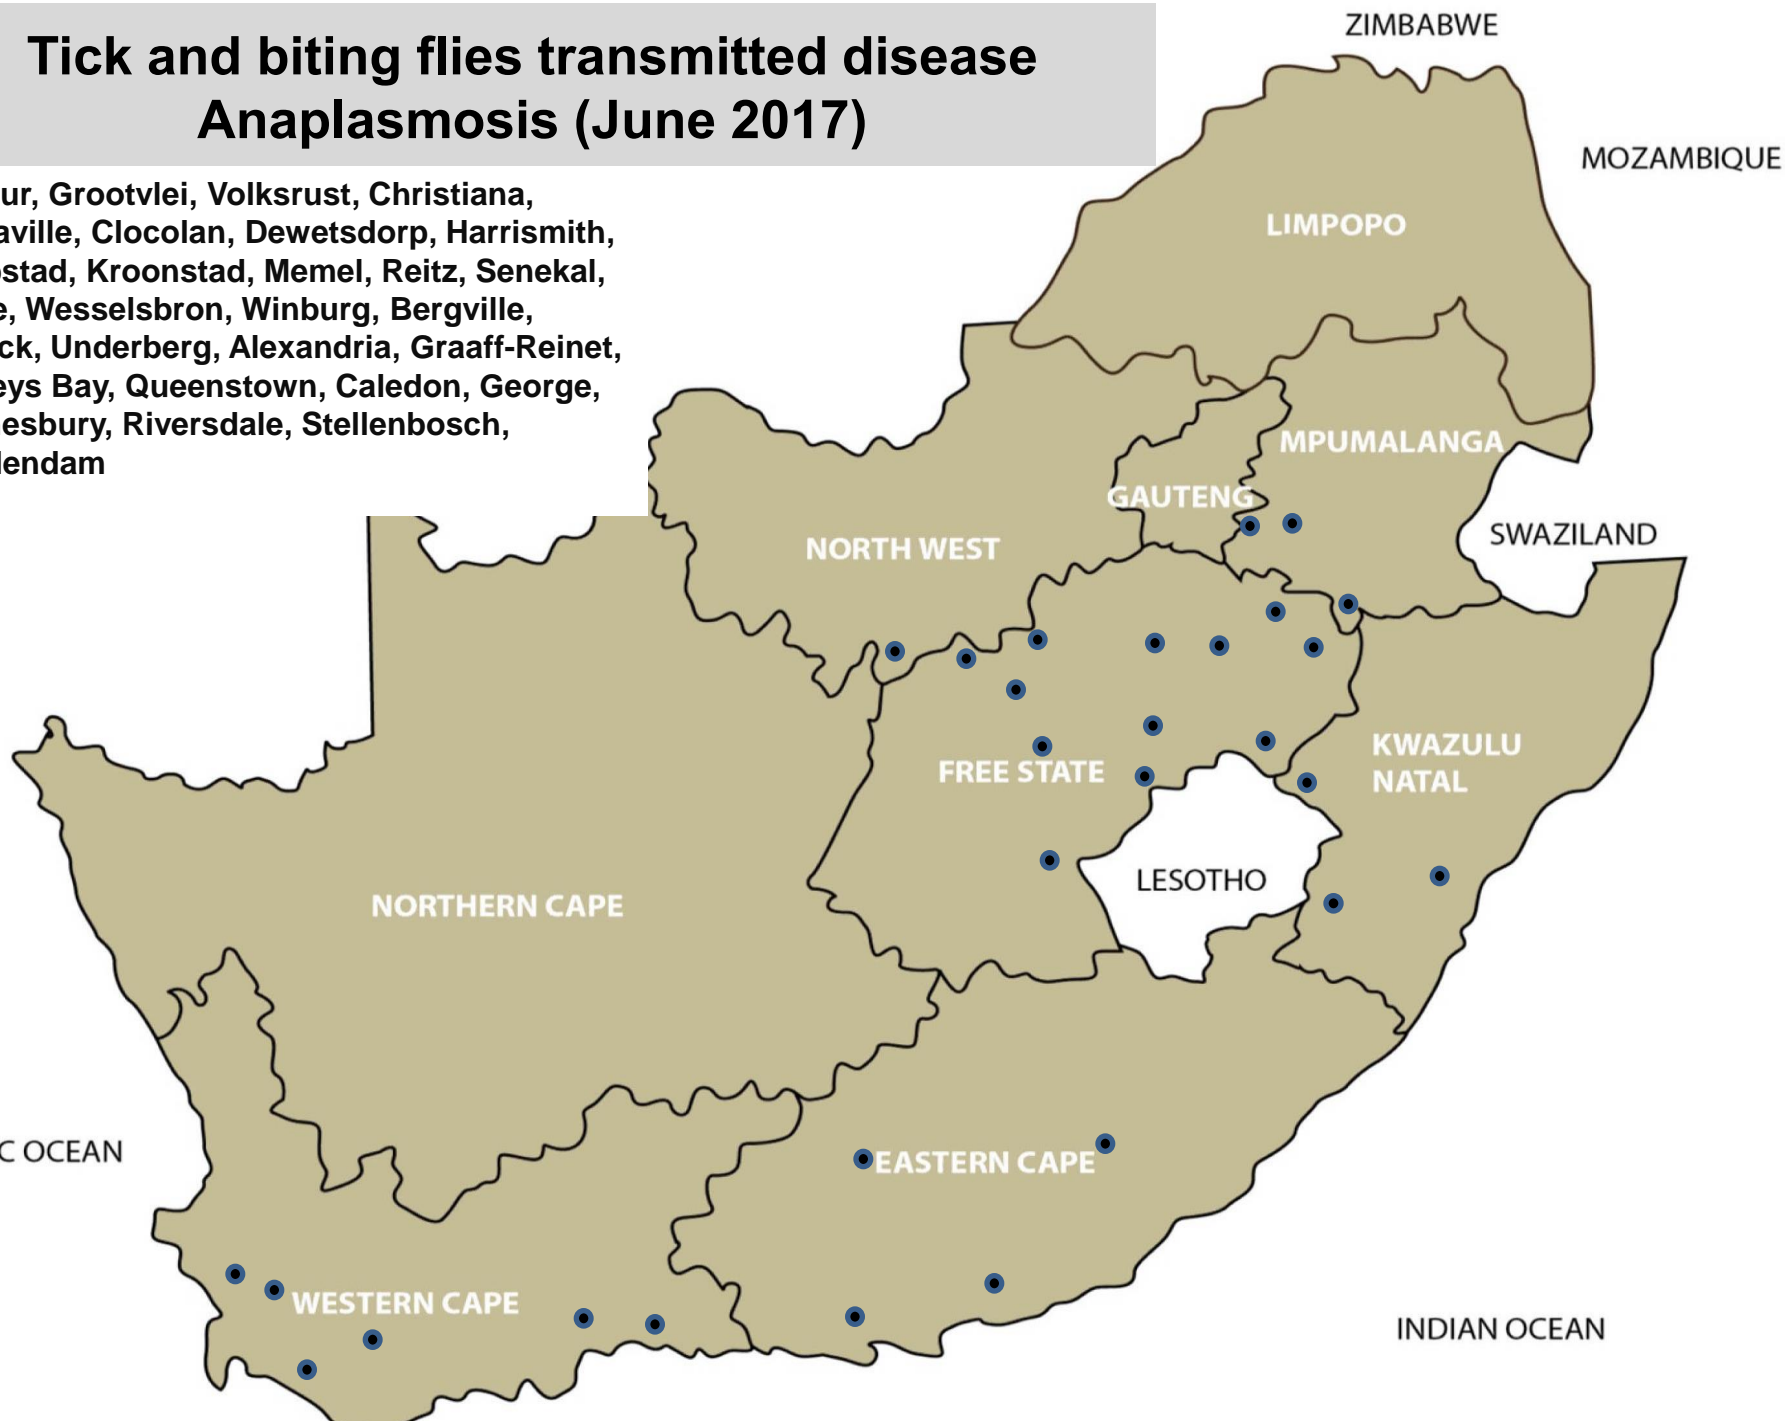 Tick and biting flies transmitted disease
Anaplasmosis (June 2017)
ur, Grootvlei, Volksrust, Christiana,
aville, Clocolan, Dewetsdorp, Harrismith,
stad, Kroonstad, Memel, Reitz, Senekal,
e, Wesselsbron, Winburg, Bergville,
ck, Underberg, Alexandria, Graaff-Reinet,
eys Bay, Queenstown, Caledon, George,
esbury, Riversdale, Stellenbosch,
lendam
ZIMBABWE
MOZAMBIQUE
LIMPOPO
MPUMALANGA
GAUTENG
SWAZILAND
NORTH WEST
KWAZULU
NATAL
FREE STATE
LESOTHO
NORTHERN CAPE
C OCEAN
EASTERN CAPE
WESTERN CAPE
INDIAN OCEAN